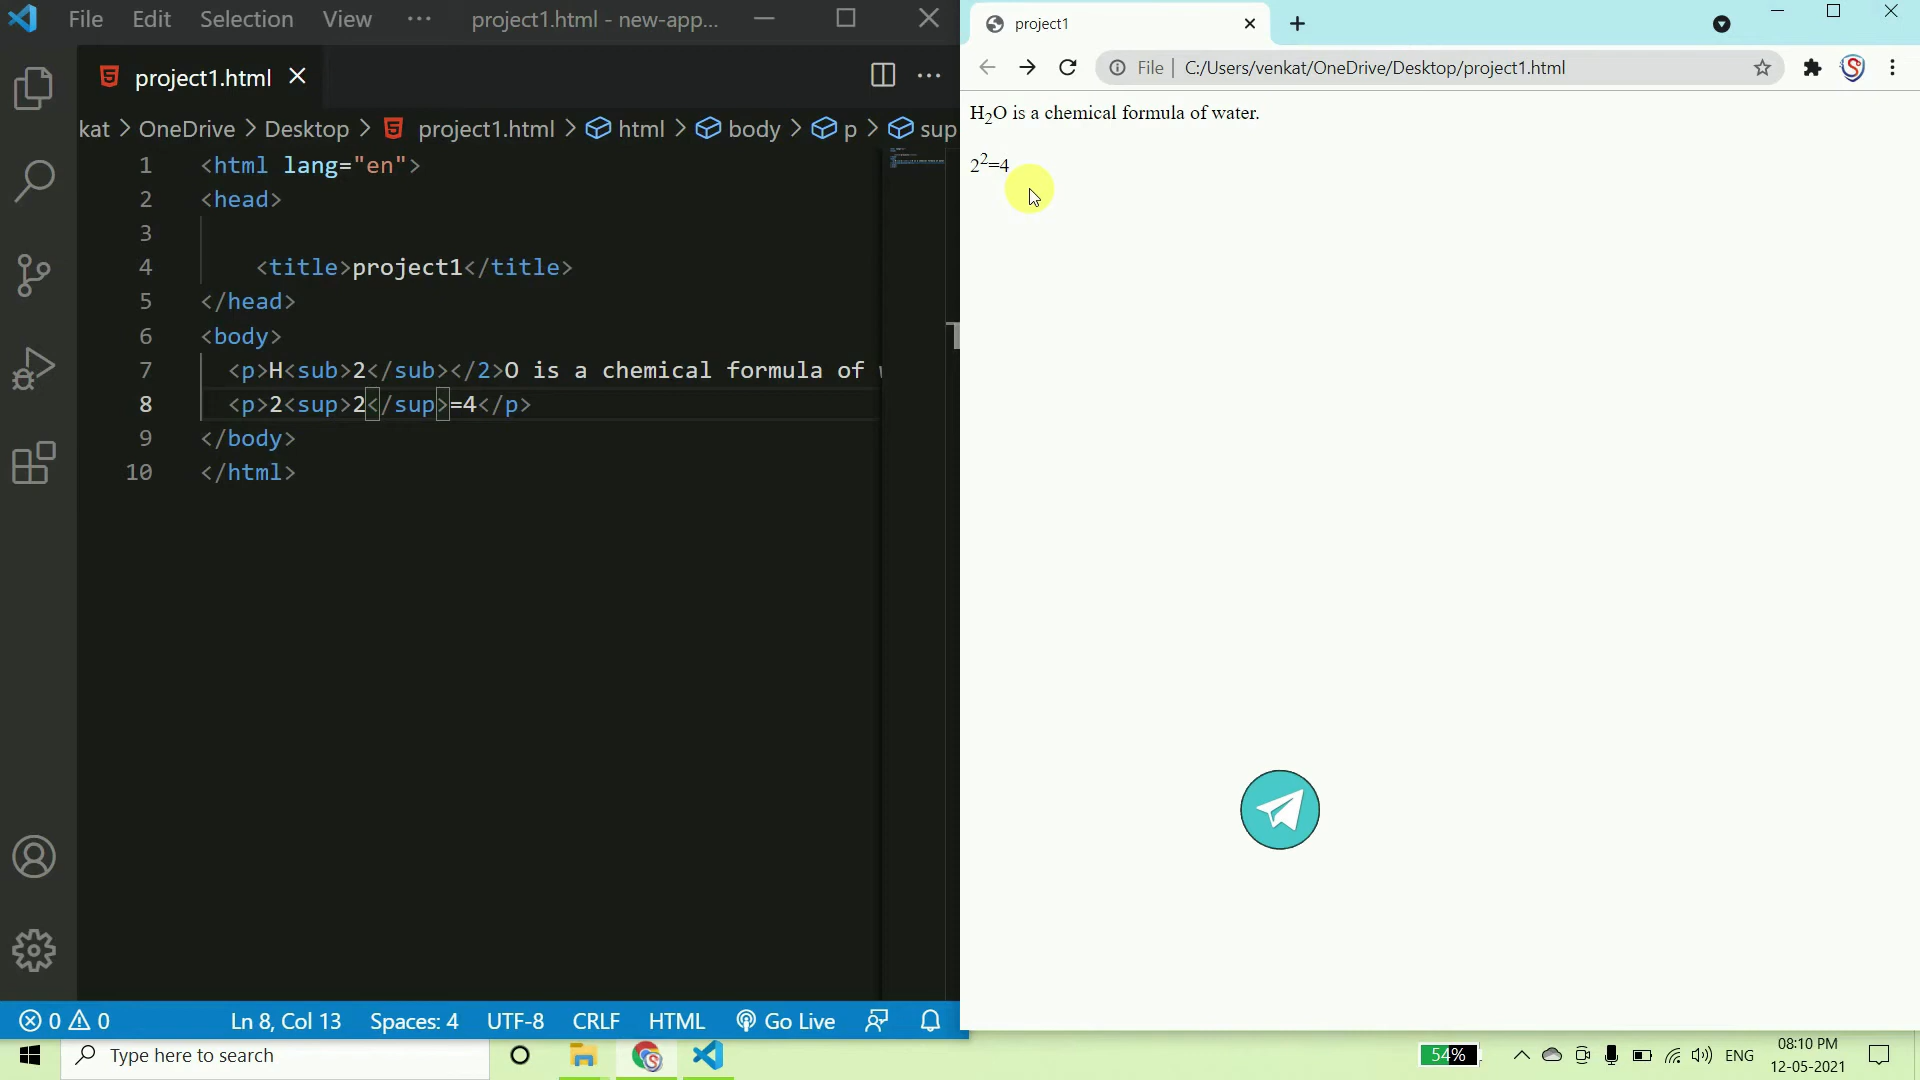 File Edit Selection View ··· project1.html - new-app...
project1.html
kat > OneDrive > Desktop > project1.html > html > body > p > sup
1 <html lang="en">
2 <head>
3
4 <title>project1</title>
5 </head>
6 <body>
7 <p>H<sub>2</sub></2>O is a chemical formula of
8 <p>2<sup>2</sup>=4</p>
9 </body>
10 </html>
0 0 Ln 8, Col 13 Spaces: 4 UTF-8 CRLF HTML Go Live
project1
File | C:/Users/venkat/OneDrive/Desktop/project1.html
H₂O is a chemical formula of water.
2²=4
Type here to search
54% ENG 08:10 PM
12-05-2021